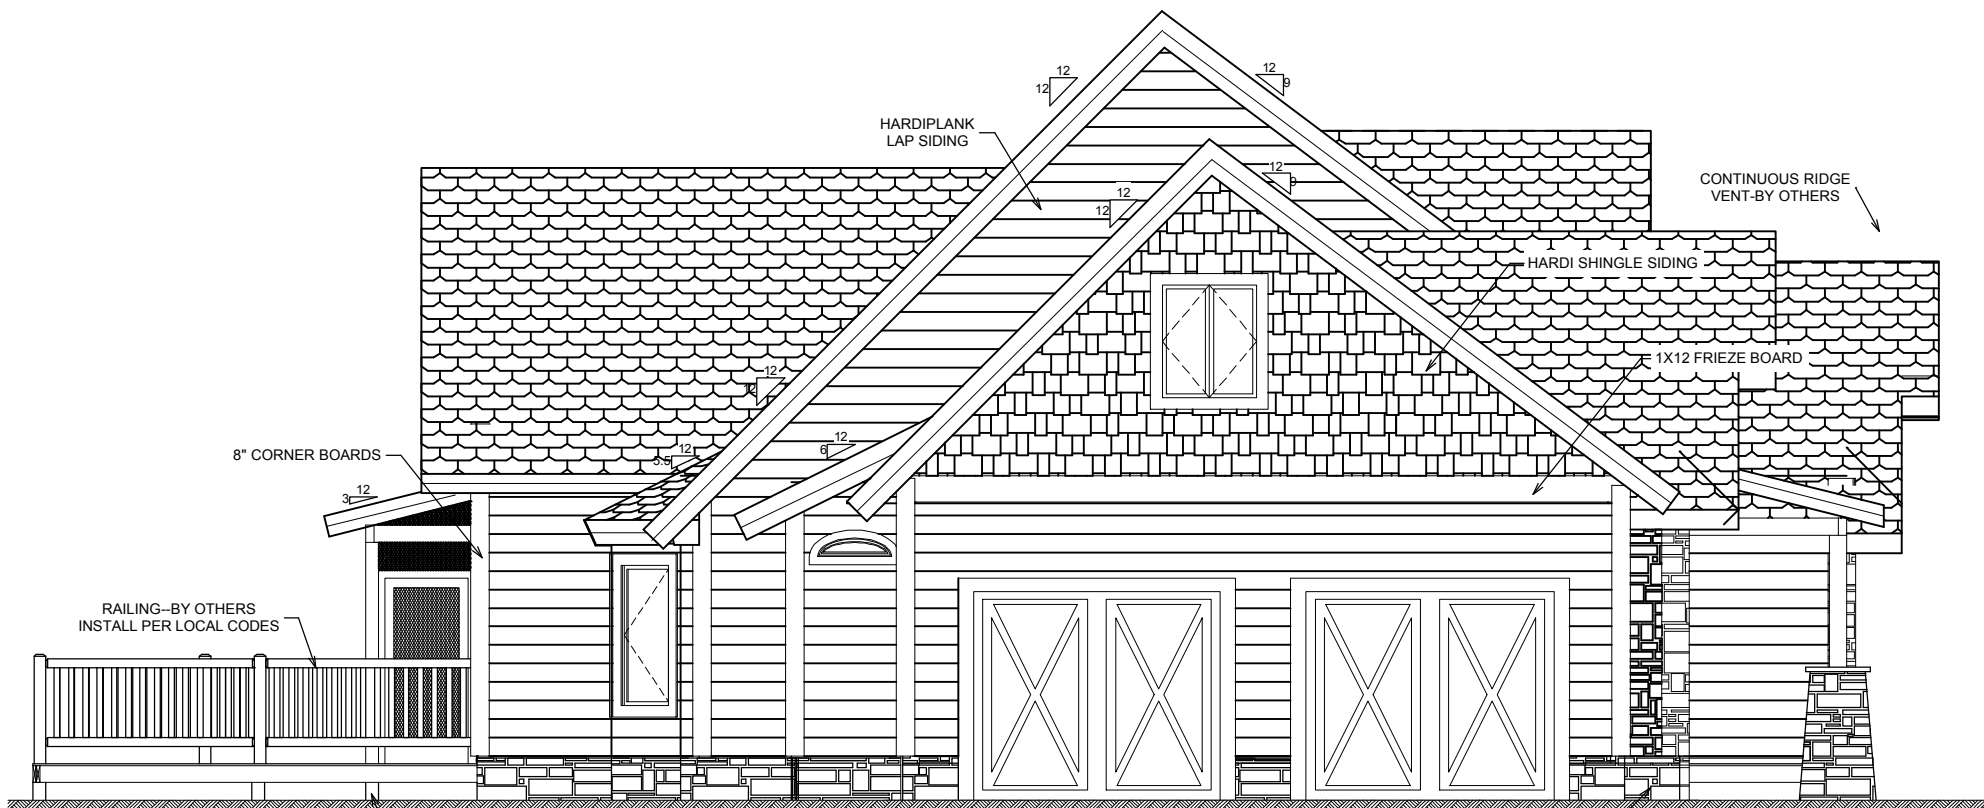 12
12
12
9
HARDIPLANK
LAP SIDING
12
9
12
12
CONTINUOUS RIDGE
VENT-BY OTHERS
HARDI SHINGLE SIDING
1X12 FRIEZE BOARD
12
12
12
6
12
5.5
8" CORNER BOARDS
12
3
RAILING--BY OTHERS
INSTALL PER LOCAL CODES